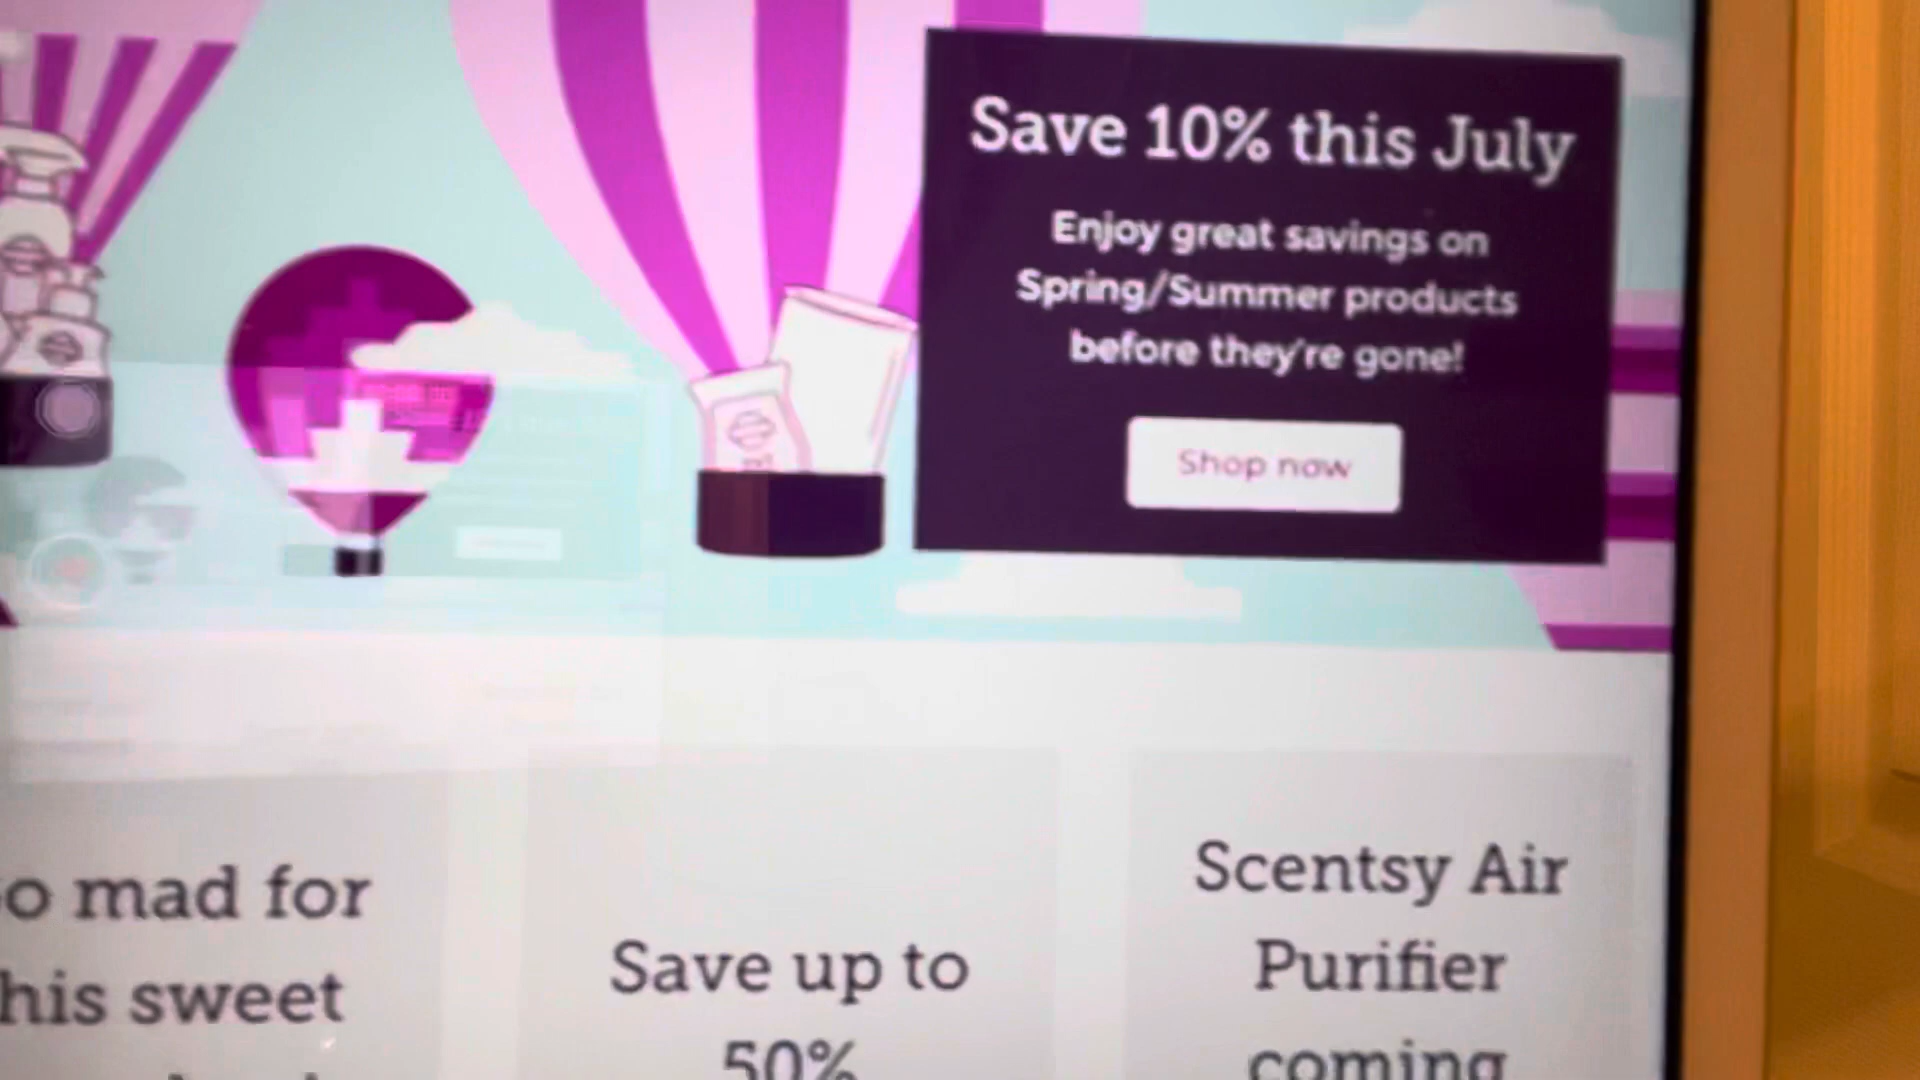 Save 10% this July
Enjoy great savings on
Spring/Summer products
before they're gone!
Shop now
mad for
sweet
Save up to
50%
Scentsy Air
Purifier
coming